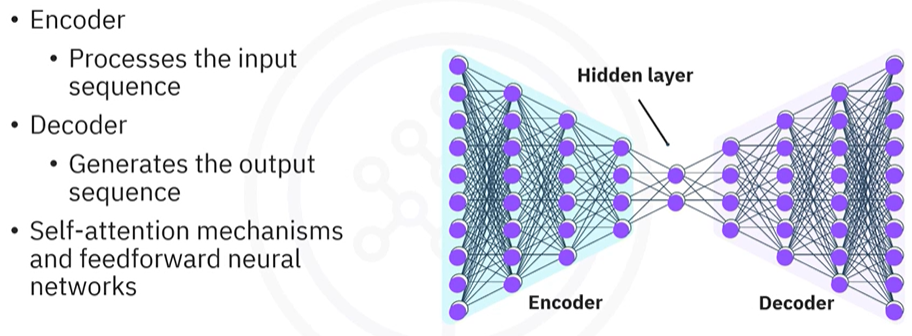 • Encoder
• Processes the input
sequence
• Decoder
• Generates the output
sequence
• Self-attention mechanisms
and feedforward neural
networks
Hidden layer
Encoder
Decoder